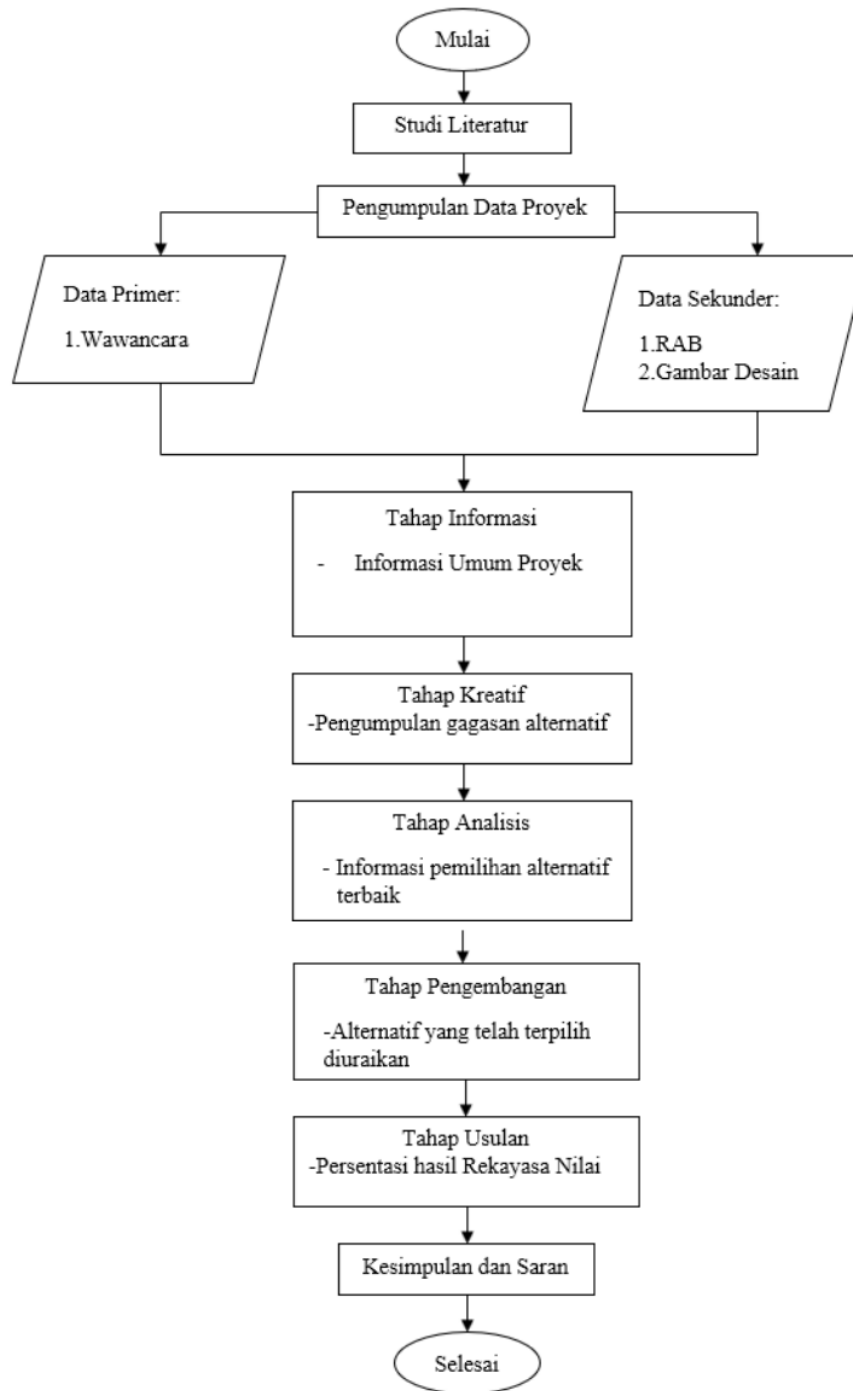 Mulai
Studi Literatur
Pengumpulan Data Proyek
Data Primer:
1.Wawancara
Data Sekunder:
1.RAB
2.Gambar Desain
Tahap Informasi
- Informasi Umum Proyek
Tahap Kreatif
-Pengumpulan gagasan alternatif
Tahap Analisis
- Informasi pemilihan alternatif
terbaik
Tahap Pengembangan
-Alternatif yang telah terpilih
diuraikan
Tahap Usulan
-Persentasi hasil Rekayasa Nilai
Kesimpulan dan Saran
Selesai